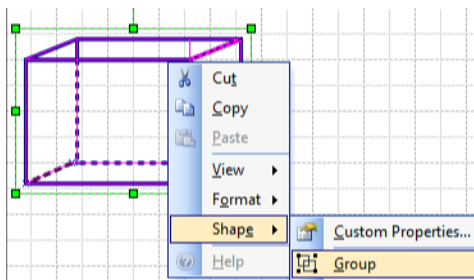 Cut
Copy
Paste
View
Format
Shape
Help
Custom Properties...
Group